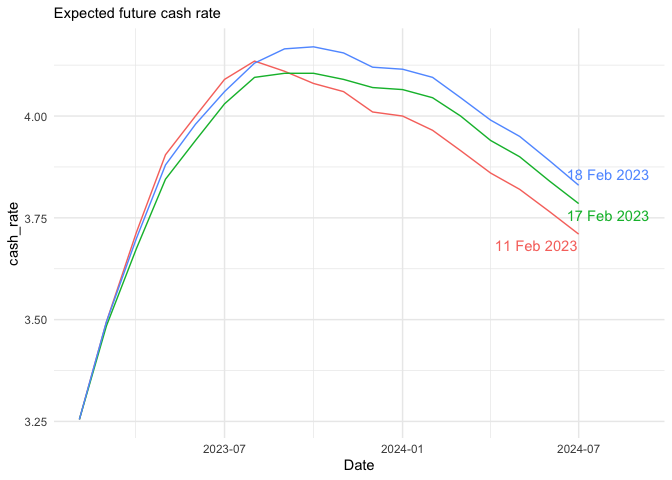 Expected future cash rate
cash_rate
4.00
3.75
3.50
3.25
18 Feb 2023
17 Feb 2023
11 Feb 2023
2023-07
2024-01
2024-07
Date